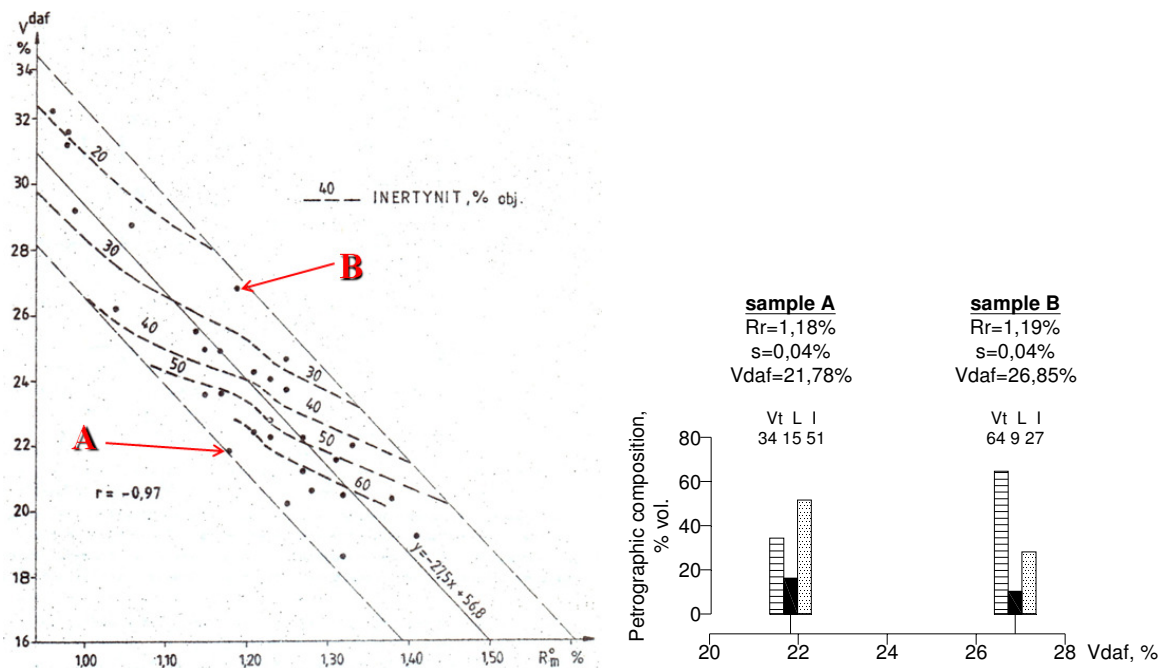 Vdaf
%
34
32
30
28
26
24
22
20
18
16
1,00
1,10
1,20
1,30
1,40
1,50
R°m %
20
30
40
50
30
40
50
60
40 INERTYNIT, % obj.
B
A
r = -0,97
y=-27,5x +56,8
sample A
Rr=1,18%
s=0,04%
Vdaf=21,78%
sample B
Rr=1,19%
s=0,04%
Vdaf=26,85%
Vt L I
34 15 51
Vt L I
64 9 27
Petrographic composition,
% vol.
80
60
40
20
0
20
22
24
26
28
Vdaf, %